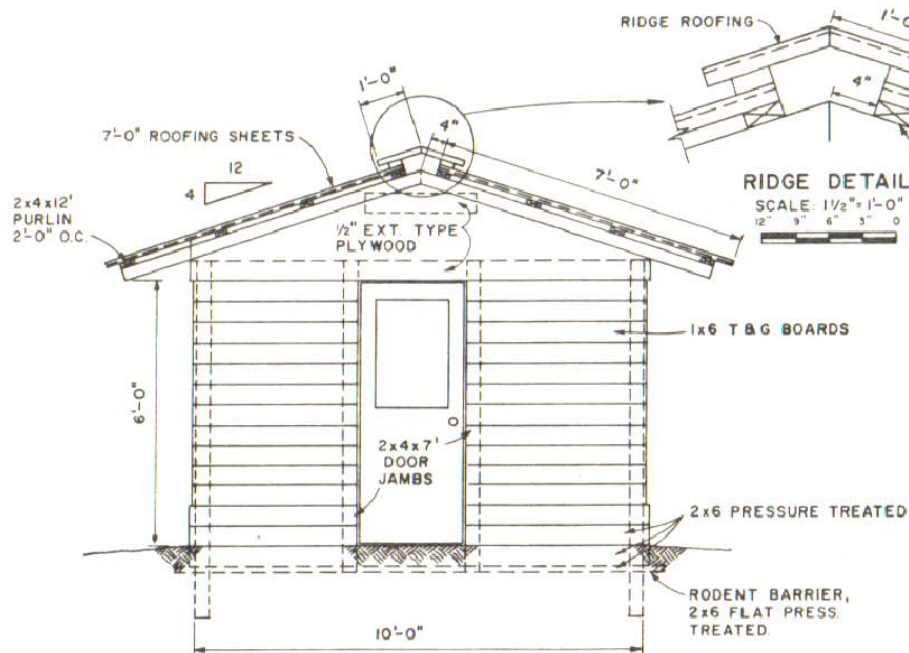 RIDGE ROOFING
1'-0"
4"
1'-0"
4"
7'-0" ROOFING SHEETS
12
4
7'-0"
RIDGE DETAIL
SCALE: 1 1/2" = 1'-0"
12" 9" 6" 3" 0
2x4x12'
PURLIN
2'-0" O.C.
1/2" EXT. TYPE
PLYWOOD
1x6 T&G BOARDS
6'-0"
2x4x7'
DOOR
JAMBS
2x6 PRESSURE TREATED
RODENT BARRIER,
2x6 FLAT PRESS.
TREATED.
10'-0"